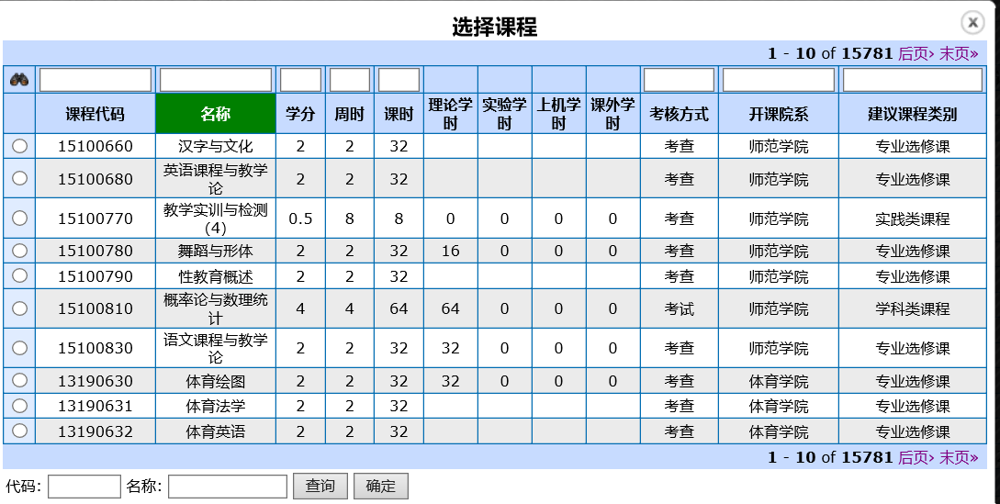 选择课程
1 - 10 of 15781 后页› 末页»
课程代码 名称 学分 周时 课时 理论学时 实验学时 上机学时 课外学时 考核方式 开课院系 建议课程类别
15100660 汉字与文化 2 2 32 考查 师范学院 专业选修课
15100680 英语课程与教学论 2 2 32 考查 师范学院 专业选修课
15100770 教学实训与检测(4) 0.5 8 8 0 0 0 0 考查 师范学院 实践类课程
15100780 舞蹈与形体 2 2 32 16 0 0 0 考查 师范学院 专业选修课
15100790 性教育概述 2 2 32 考查 师范学院 专业选修课
15100810 概率论与数理统计 4 4 64 64 0 0 0 考试 师范学院 学科类课程
15100830 语文课程与教学论 2 2 32 32 0 0 0 考查 师范学院 专业选修课
13190630 体育绘图 2 2 32 32 0 0 0 考查 体育学院 专业选修课
13190631 体育法学 2 2 32 考查 体育学院 专业选修课
13190632 体育英语 2 2 32 考查 体育学院 专业选修课
1 - 10 of 15781 后页› 末页»
代码: 名称: 查询 确定